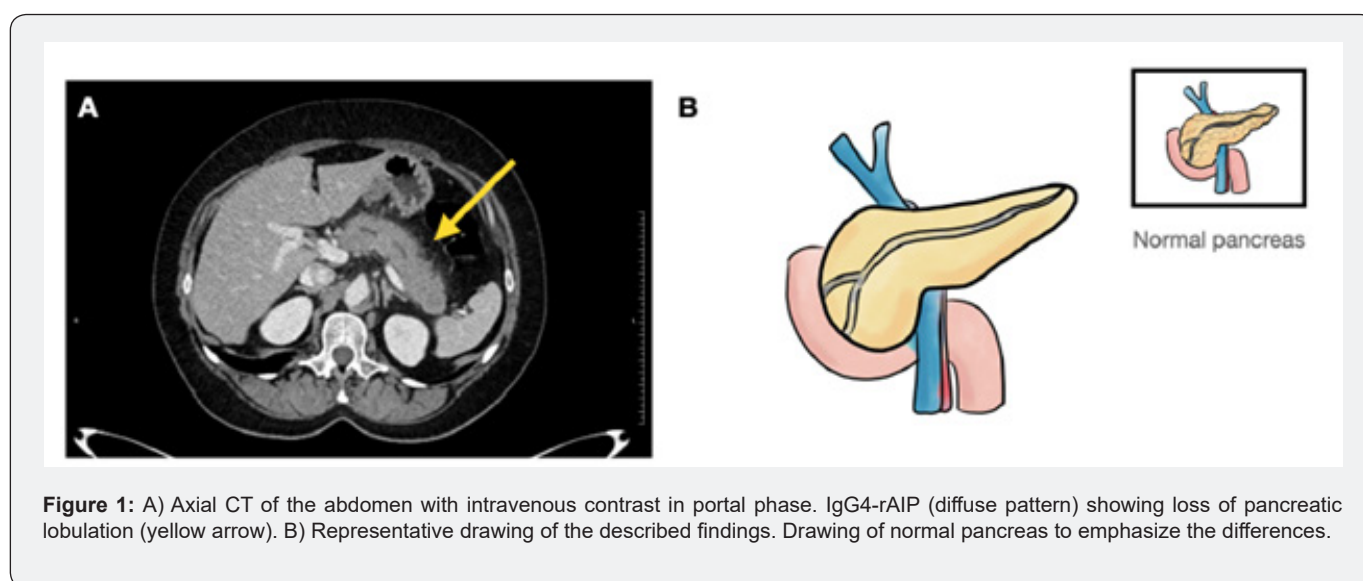 A
B
Normal pancreas
Figure 1: A) Axial CT of the abdomen with intravenous contrast in portal phase. IgG4-rAIP (diffuse pattern) showing loss of pancreatic
lobulation (yellow arrow). B) Representative drawing of the described findings. Drawing of normal pancreas to emphasize the differences.